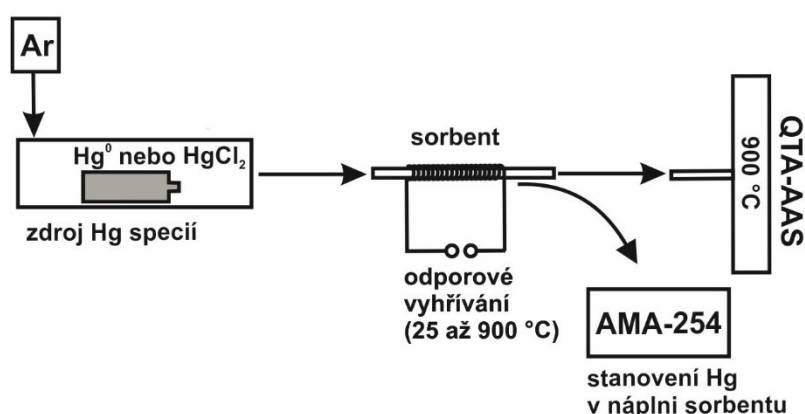 Ar
Hg⁰ nebo HgCl₂
zdroj Hg specií
sorbent
odporové
vyhřívání
(25 až 900 °C)
900 °C
QTA-AAS
AMA-254
stanovení Hg
v náplni sorbentu